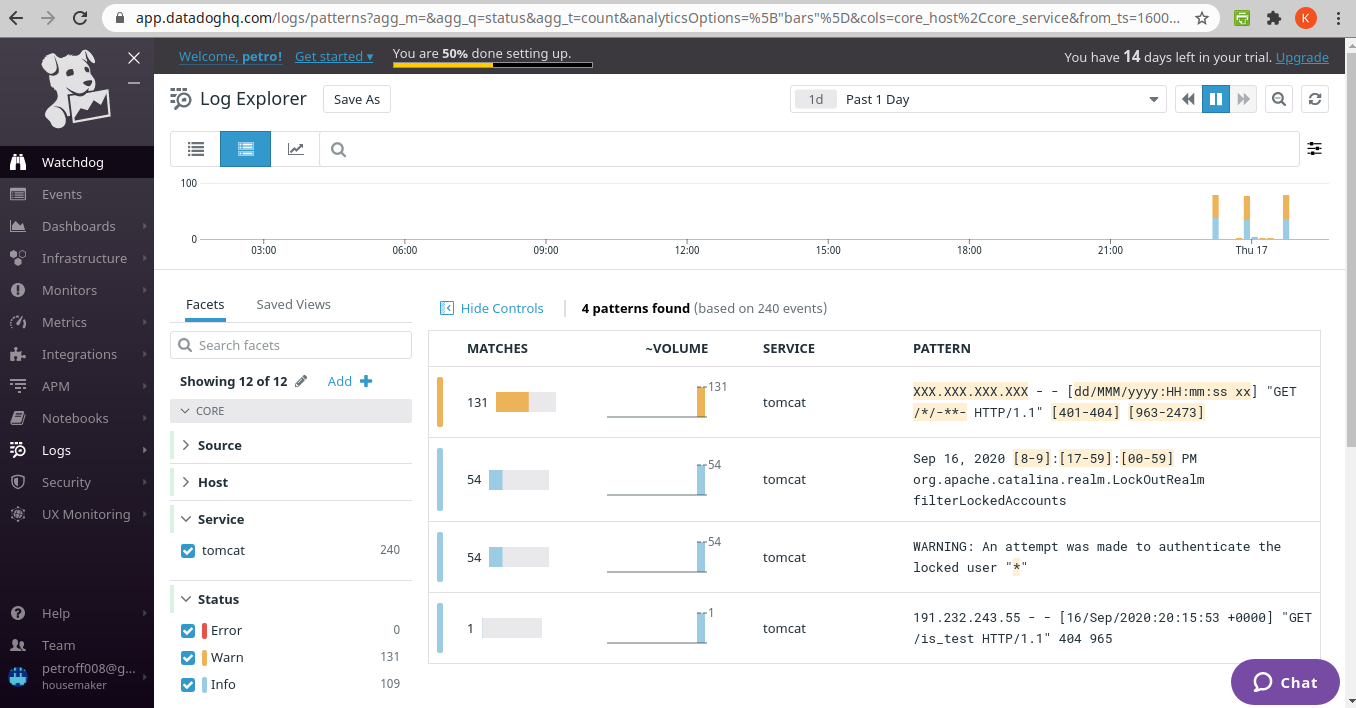 app.datadoghq.com/logs/patterns?agg_m=&agg_q=status&agg_t=count&analyticsOptions=%5B"bars"%5D&cols=core_host%2Ccore_service&from_ts=1600...
K
Welcome, petro!
Get started ▾
You are 50% done setting up.
You have 14 days left in your trial. Upgrade
Watchdog
Events
Dashboards
Infrastructure
Monitors
Metrics
Integrations
APM
Notebooks
Logs
Security
UX Monitoring
Help
Team
petroff008@g...
housemaker
Log Explorer
Save As
1d
Past 1 Day
100
0
03:00
06:00
09:00
12:00
15:00
18:00
21:00
Thu 17
Facets
Saved Views
Search facets
Showing 12 of 12
Add
CORE
Source
Host
Service
tomcat 240
Status
Error 0
Warn 131
Info 109
Hide Controls
4 patterns found (based on 240 events)
MATCHES ~VOLUME SERVICE PATTERN
131 131 tomcat
XXX.XXX.XXX.XXX - - [dd/MMM/yyyy:HH:mm:ss xx] "GET
/*/-**- HTTP/1.1" [401-404] [963-2473]
54 54 tomcat
Sep 16, 2020 [8-9]:[17-59]:[00-59] PM
org.apache.catalina.realm.LockOutRealm
filterLockedAccounts
54 54 tomcat
WARNING: An attempt was made to authenticate the
locked user "*"
1 1 tomcat
191.232.243.55 - - [16/Sep/2020:20:15:53 +0000] "GET
/is_test HTTP/1.1" 404 965
Chat